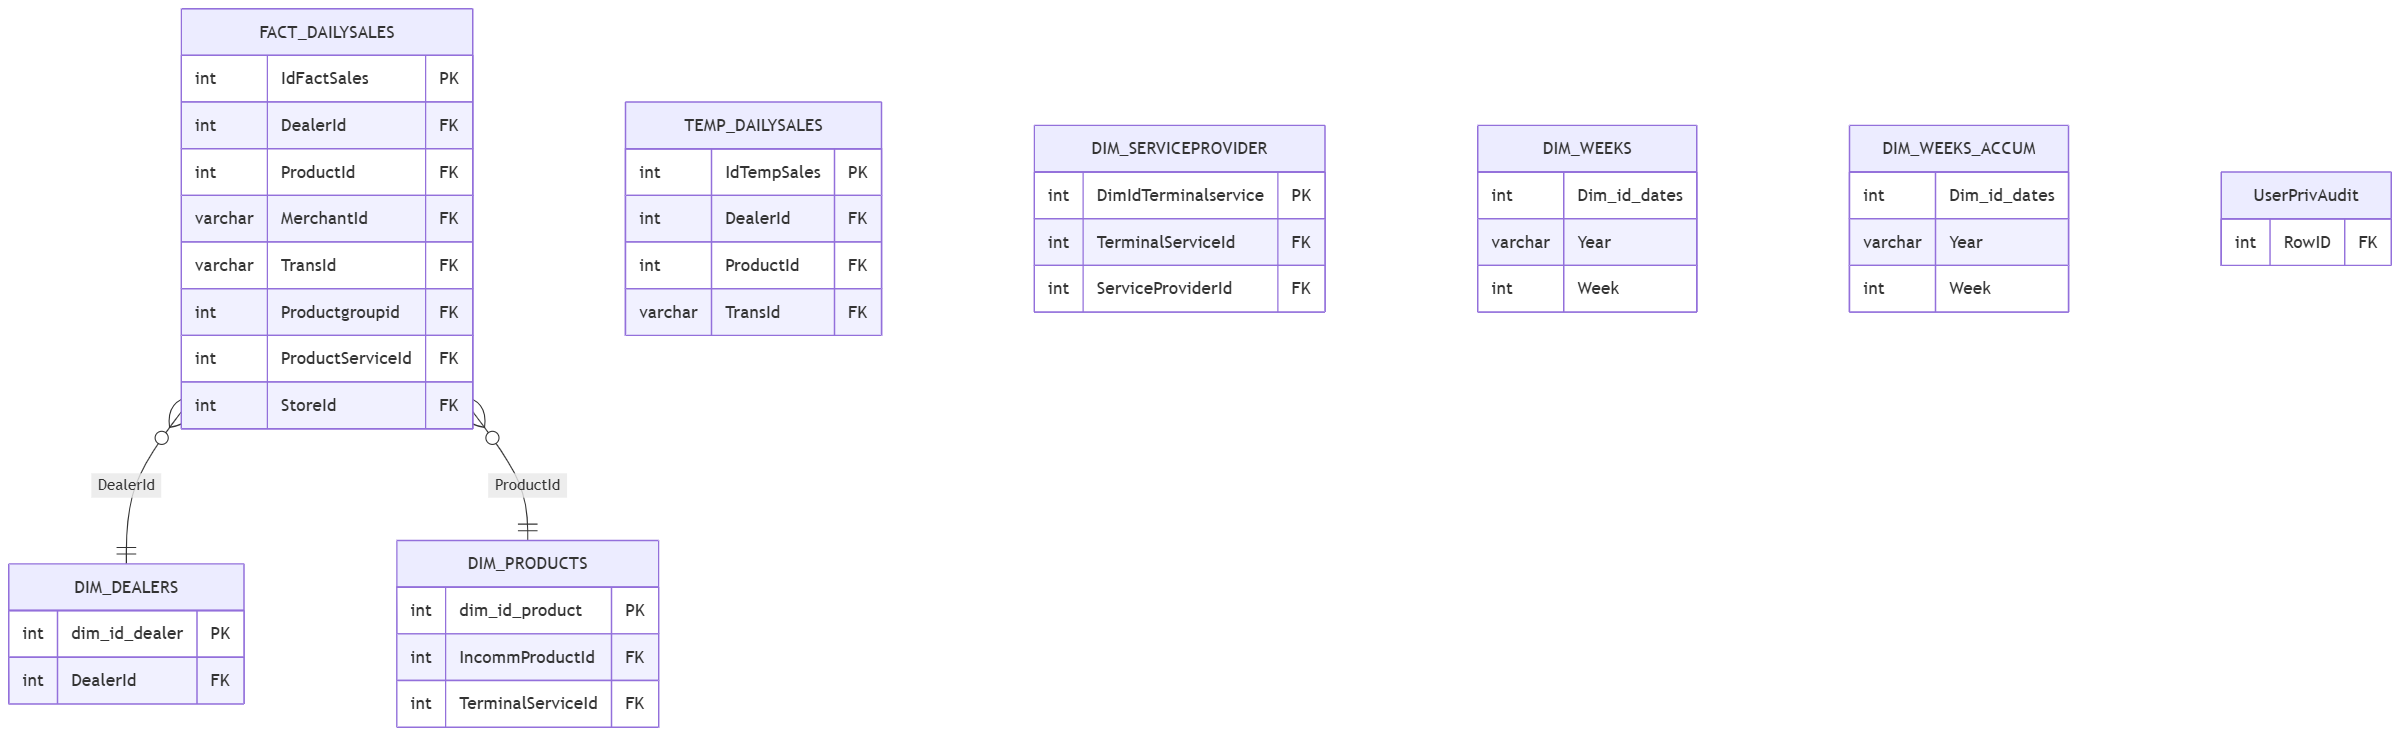 FACT_DAILYSALES
int IdFactSales PK
int DealerId FK
int ProductId FK
varchar MerchantId FK
varchar TransId FK
int Productgroupid FK
int ProductServiceId FK
int StoreId FK
TEMP_DAILYSALES
int IdTempSales PK
int DealerId FK
int ProductId FK
varchar TransId FK
DIM_SERVICEPROVIDER
int DimIdTerminalservice PK
int TerminalServiceId FK
int ServiceProviderId FK
DIM_WEEKS
int Dim_id_dates
varchar Year
int Week
DIM_WEEKS_ACCUM
int Dim_id_dates
varchar Year
int Week
UserPrivAudit
int RowID FK
DealerId
ProductId
DIM_DEALERS
int dim_id_dealer PK
int DealerId FK
DIM_PRODUCTS
int dim_id_product PK
int IncommProductId FK
int TerminalServiceId FK